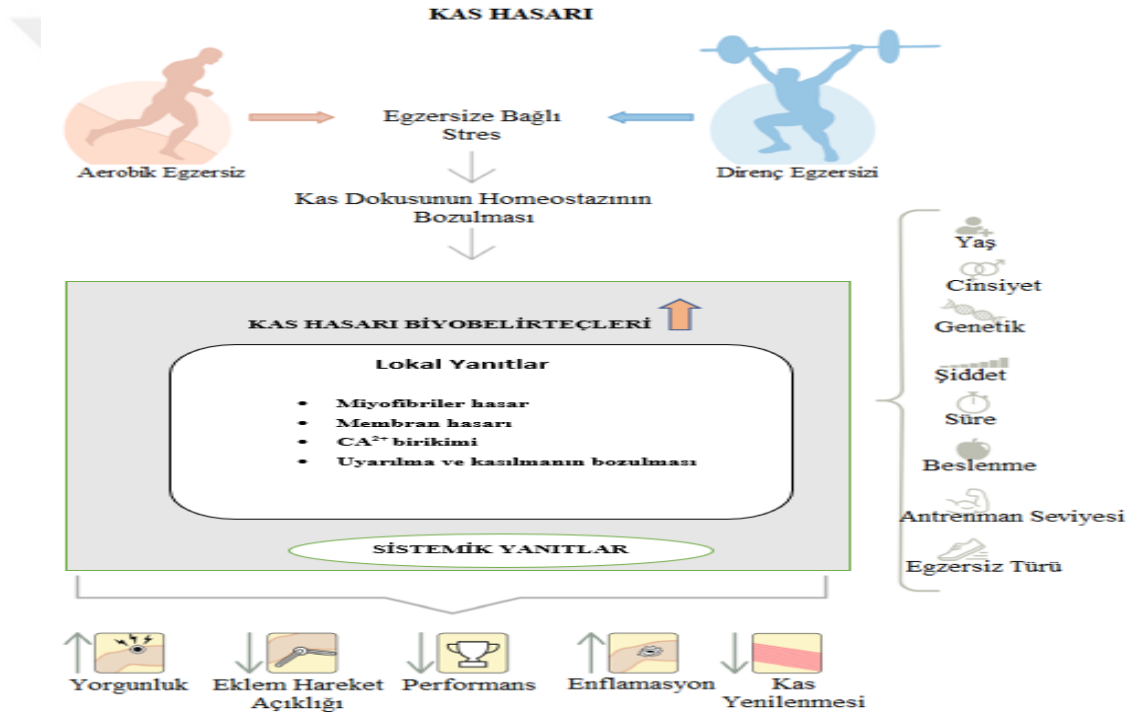 KAS HASARI
Egzersize Bağlı
Stres
Aerobik Egzersiz
Direnç Egzersizi
Kas Dokusunun Homeostazının
Bozulması
KAS HASARI BİYOBELİRTEÇLERİ
Lokal Yanıtlar
• Miyofibriler hasar
• Membran hasarı
• CA²⁺ birikimi
• Uyarılma ve kasılmanın bozulması
SİSTEMİK YANITLAR
Yaş
Cinsiyet
Genetik
Şiddet
Süre
Beslenme
Antrenman Seviyesi
Egzersiz Türü
Yorgunluk
Eklem Hareket
Açıklığı
Performans
Enflamasyon
Kas
Yenilenmesi